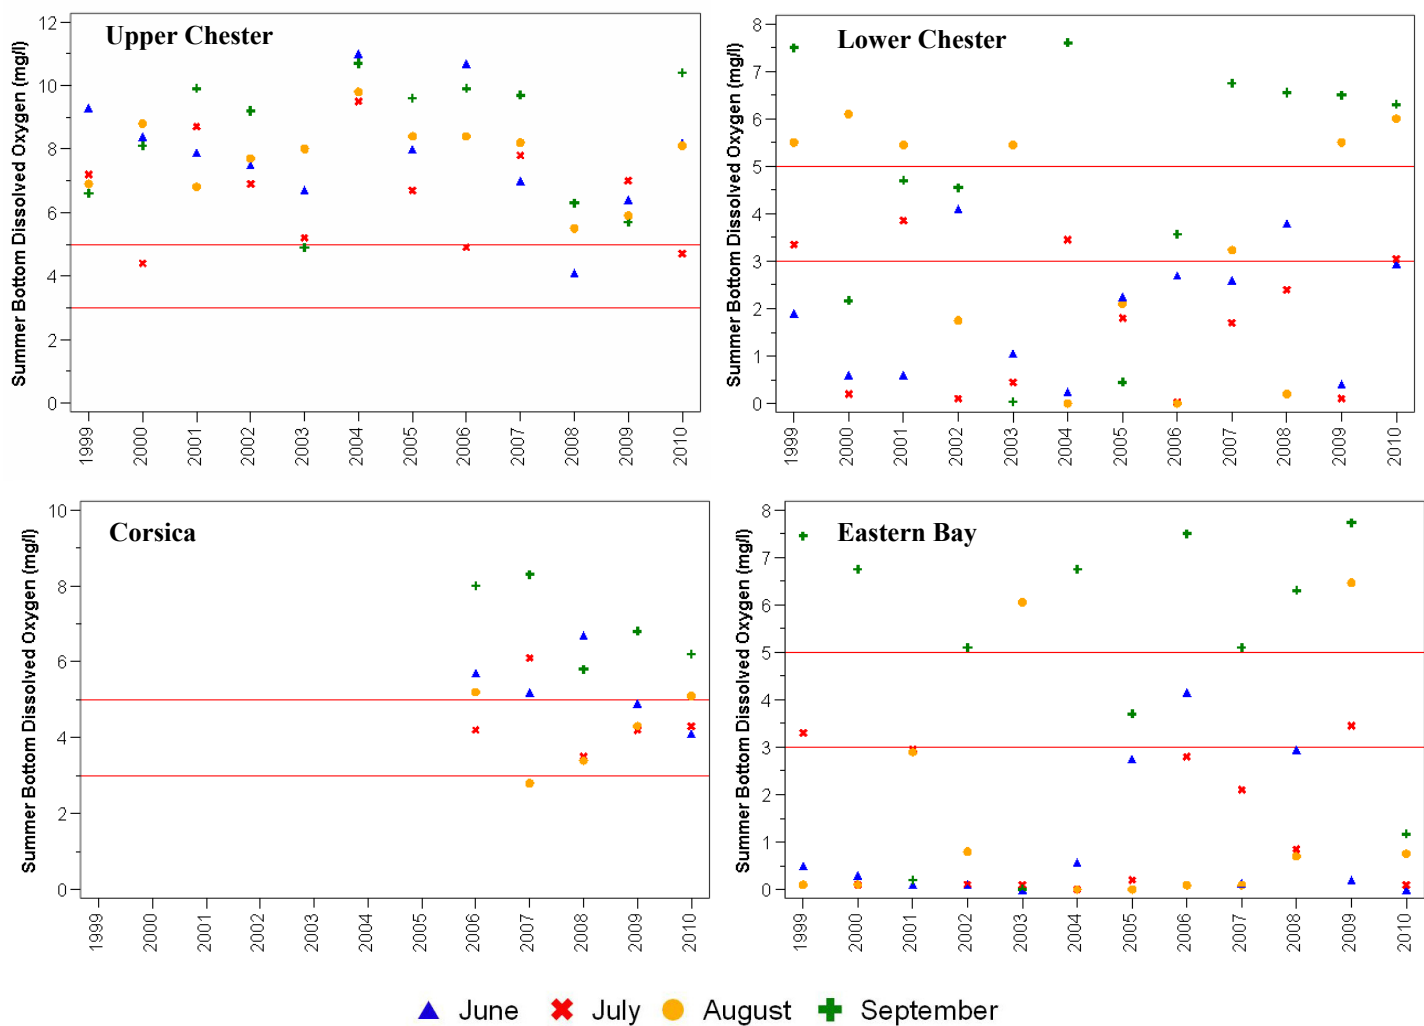 Upper Chester
Summer Bottom Dissolved Oxygen (mg/l)
12
10
8
6
4
2
0
1999 2000 2001 2002 2003 2004 2005 2006 2007 2008 2009 2010
Lower Chester
Summer Bottom Dissolved Oxygen (mg/l)
8
7
6
5
4
3
2
1
0
1999 2000 2001 2002 2003 2004 2005 2006 2007 2008 2009 2010
Corsica
Summer Bottom Dissolved Oxygen (mg/l)
10
8
6
4
2
0
1999 2000 2001 2002 2003 2004 2005 2006 2007 2008 2009 2010
Eastern Bay
Summer Bottom Dissolved Oxygen (mg/l)
8
7
6
5
4
3
2
1
0
1999 2000 2001 2002 2003 2004 2005 2006 2007 2008 2009 2010
June July August September